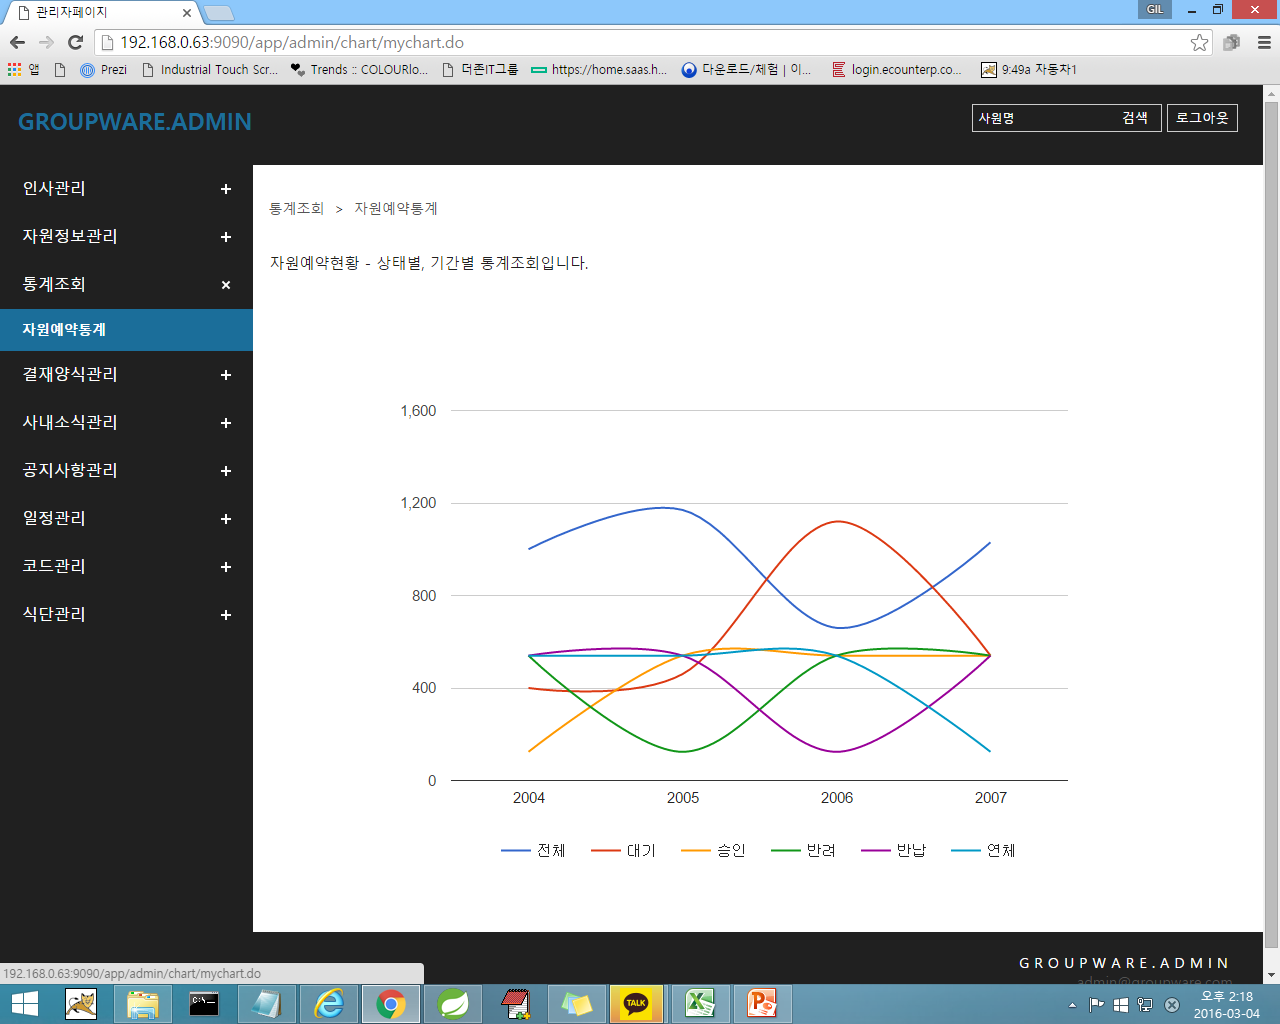 관리자페이지
GIL
192.168.0.63:9090/app/admin/chart/mychart.do
앱 Prezi Industrial Touch Scr... Trends :: COLOURlo... 더존IT그룹 https://home.saas.h... 다운로드/체험 | 이... login.ecounterp.co... 9:49a 자동차1
GROUPWARE.ADMIN
사원명 검색 로그아웃
인사관리 +
자원정보관리 +
통게조회 ×
자원예약통계
결재양식관리 +
사내소식관리 +
공지사항관리 +
일정관리 +
코드관리 +
식단관리 +
통계조회 > 자원예약통계
자원예약현황 - 상태별, 기간별 통계조회입니다.
1,600
1,200
800
400
0
2004 2005 2006 2007
전체 대기 승인 반려 반납 연체
GROUPWARE.ADMIN
admin@groupware.com
192.168.0.63:9090/app/admin/chart/mychart.do
C:\_
TALK
오후 2:18
2016-03-04